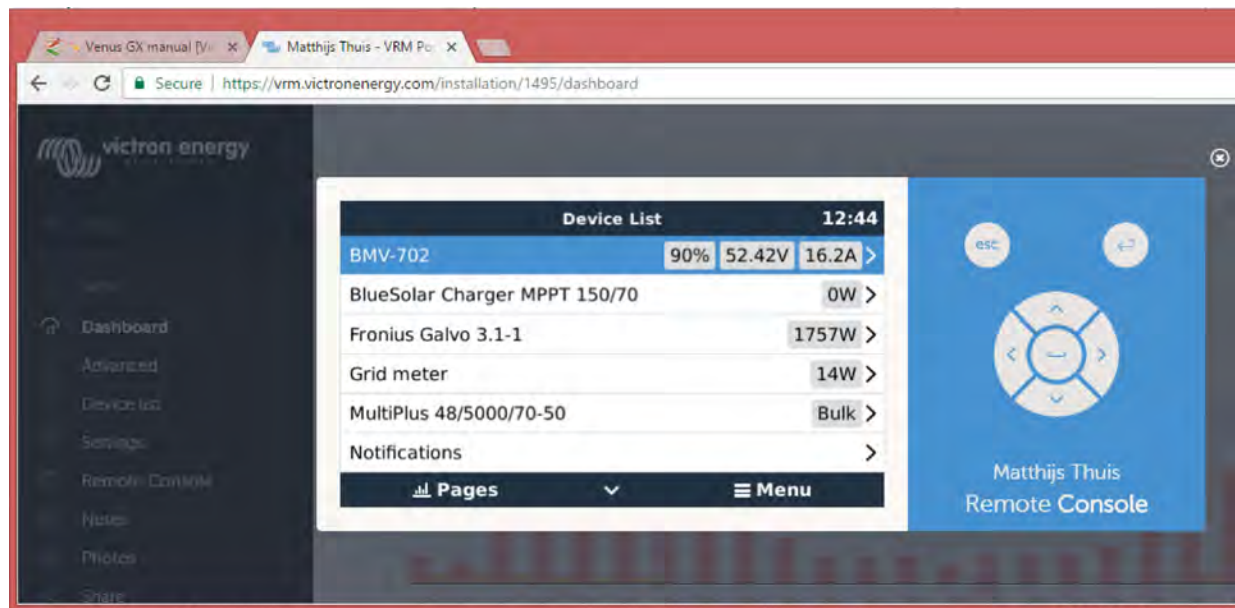 Venus GX manual [Vi
Matthijs Thuis - VRM Po
Secure | https://vrm.victronenergy.com/installation/1495/dashboard
victron energy
Device List 12:44
BMV-702 90% 52.42V 16.2A
BlueSolar Charger MPPT 150/70 0W
Fronius Galvo 3.1-1 1757W
Grid meter 14W
MultiPlus 48/5000/70-50 Bulk
Notifications
Pages Menu
esc
Matthijs Thuis
Remote Console
Dashboard
Advanced
Device list
Settings
Remote Console
Notes
Photos
Share